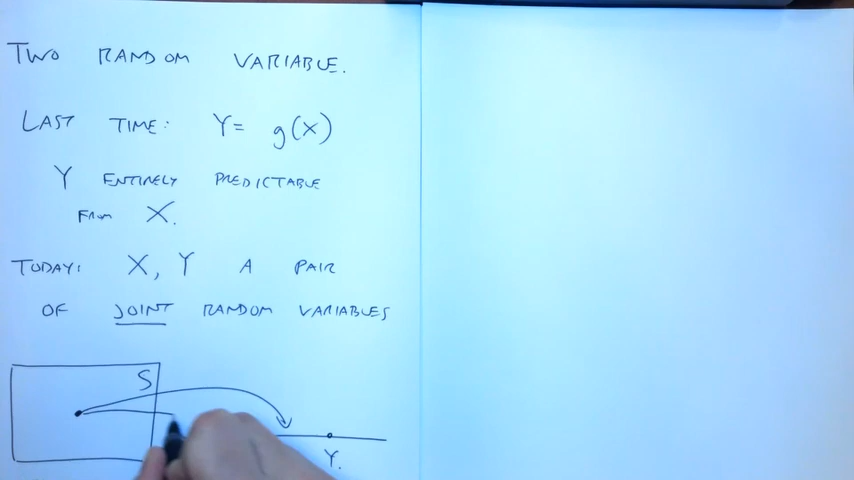 TWO RANDOM VARIABLE.
LAST TIME: Y= g(X)
Y ENTIRELY PREDICTABLE
FROM X.
TODAY: X, Y A PAIR
OF JOINT RANDOM VARIABLES
S
Y.